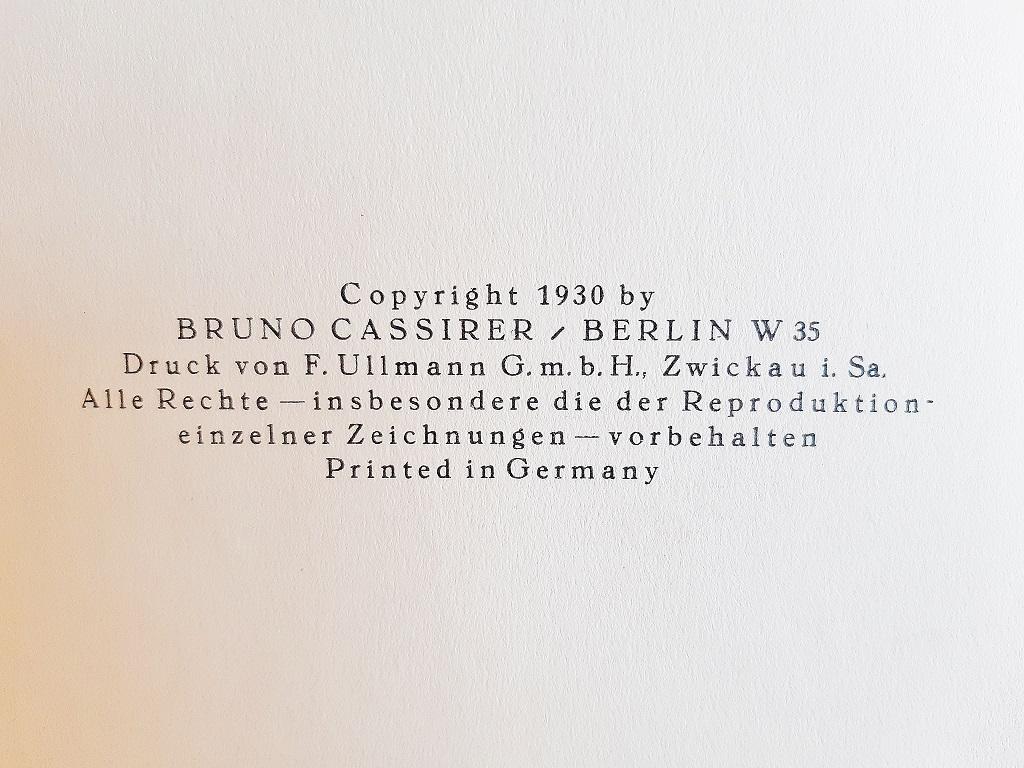 Copyright 1930 by
BRUNO CASSIRER / BERLIN W 35
Druck von F. Ullmann G.m.b.H., Zwickau i. Sa.
Alle Rechte — insbesondere die der Reproduktion-
einzelner Zeichnungen — vorbehalten
Printed in Germany